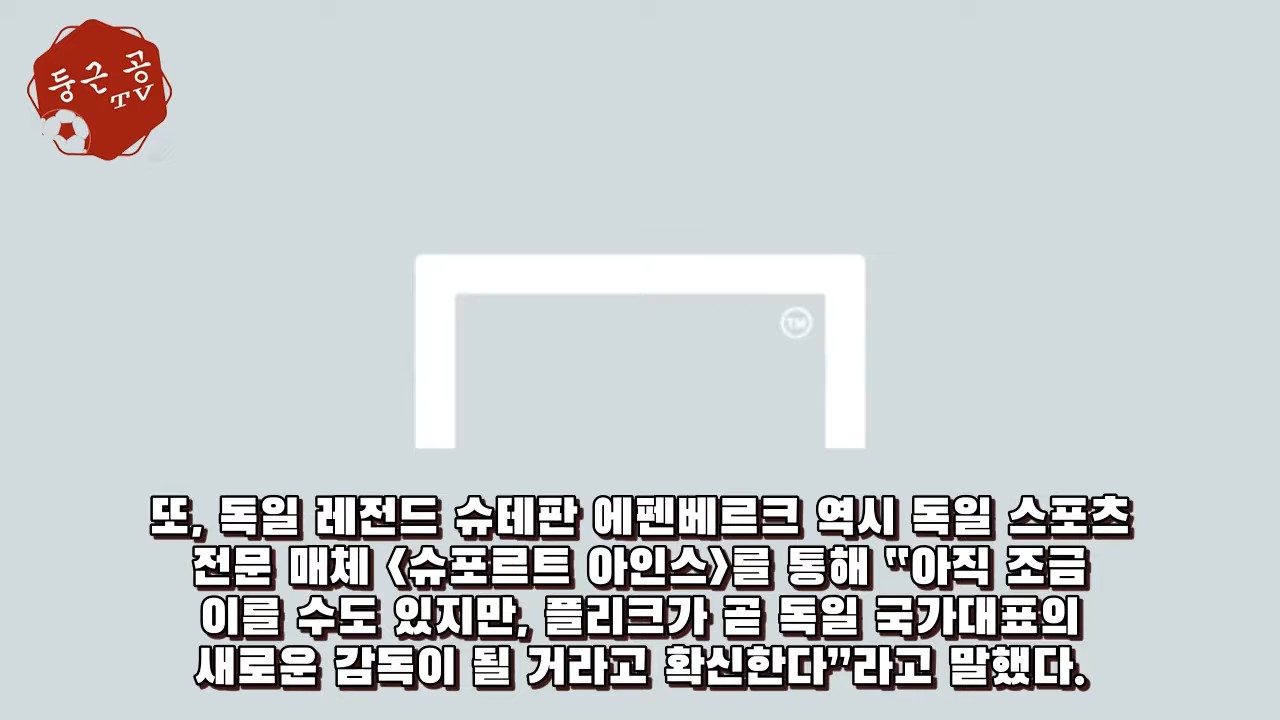 둥근 공
TV
TM
또, 독일 레전드 슈테판 에펜베르크 역시 독일 스포츠
전문 매체 <슈포르트 아인스>를 통해 “아직 조금
이를 수도 있지만, 플리크가 곧 독일 국가대표의
새로운 감독이 될 거라고 확신한다”라고 말했다.